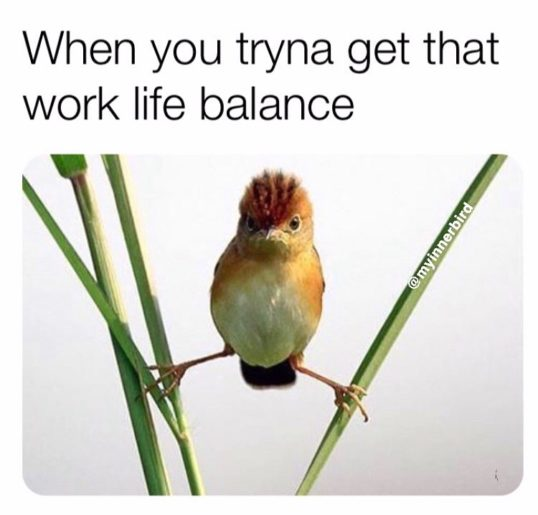 When you tryna get that
work life balance
@myinnerbird